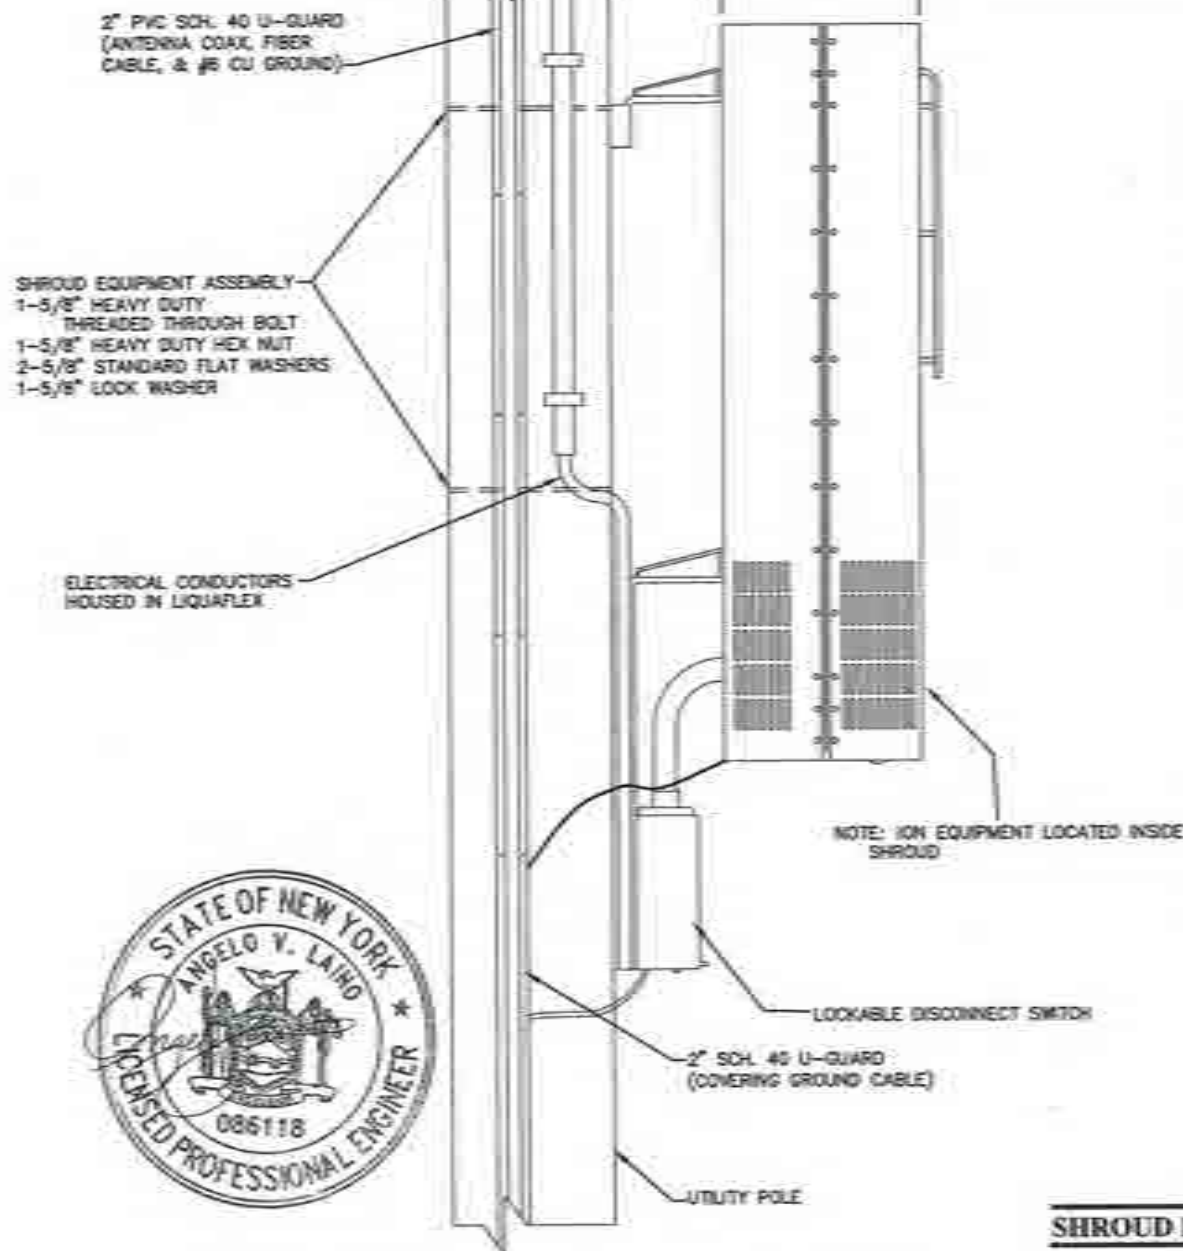 2" PVC SCH. 40 U-GUARD
(ANTENNA COAX, FIBER
CABLE, & #6 CU GROUND)
SHROUD EQUIPMENT ASSEMBLY
1-5/8" HEAVY DUTY
THREADED THROUGH BOLT
1-5/8" HEAVY DUTY HEX NUT
2-5/8" STANDARD FLAT WASHERS
1-5/8" LOCK WASHER
ELECTRICAL CONDUCTORS
HOUSED IN LIQUAFLEX
NOTE: ION EQUIPMENT LOCATED INSIDE
SHROUD
LOCKABLE DISCONNECT SWITCH
2" SCH. 40 U-GUARD
(COVERING GROUND CABLE)
UTILITY POLE
STATE OF NEW YORK
ANGELO V. LAIHO
086118
LICENSED PROFESSIONAL ENGINEER
SHROUD